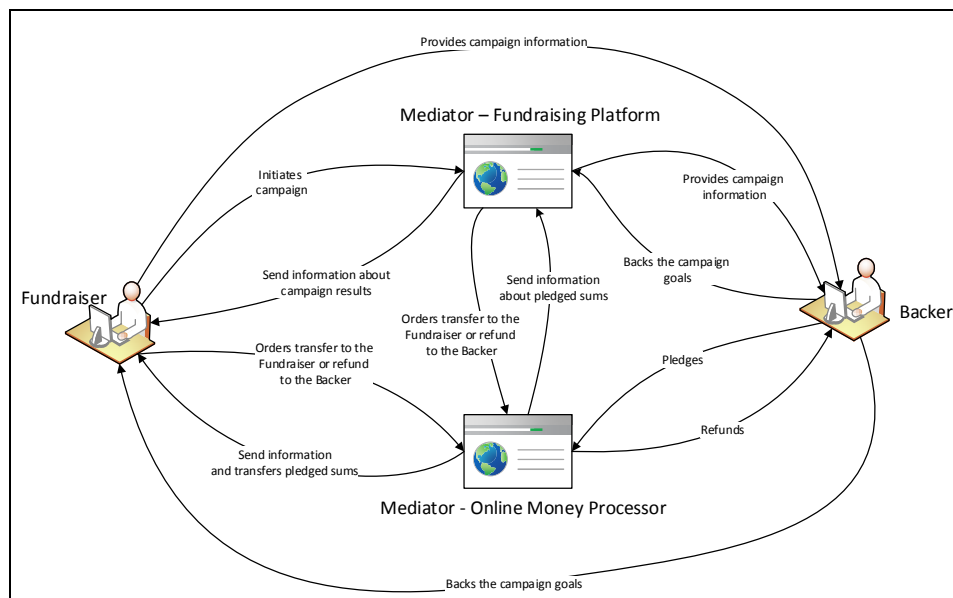 Provides campaign information
Mediator – Fundraising Platform
Initiates
campaign
Provides campaign
information
Send information about
campaign results
Send information
about pledged sums
Backs the campaign
goals
Fundraiser
Backer
Orders transfer to the
Fundraiser or refund
to the Backer
Orders transfer to the
Fundraiser or refund
to the Backer
Pledges
Refunds
Send information
and transfers pledged sums
Mediator - Online Money Processor
Backs the campaign goals